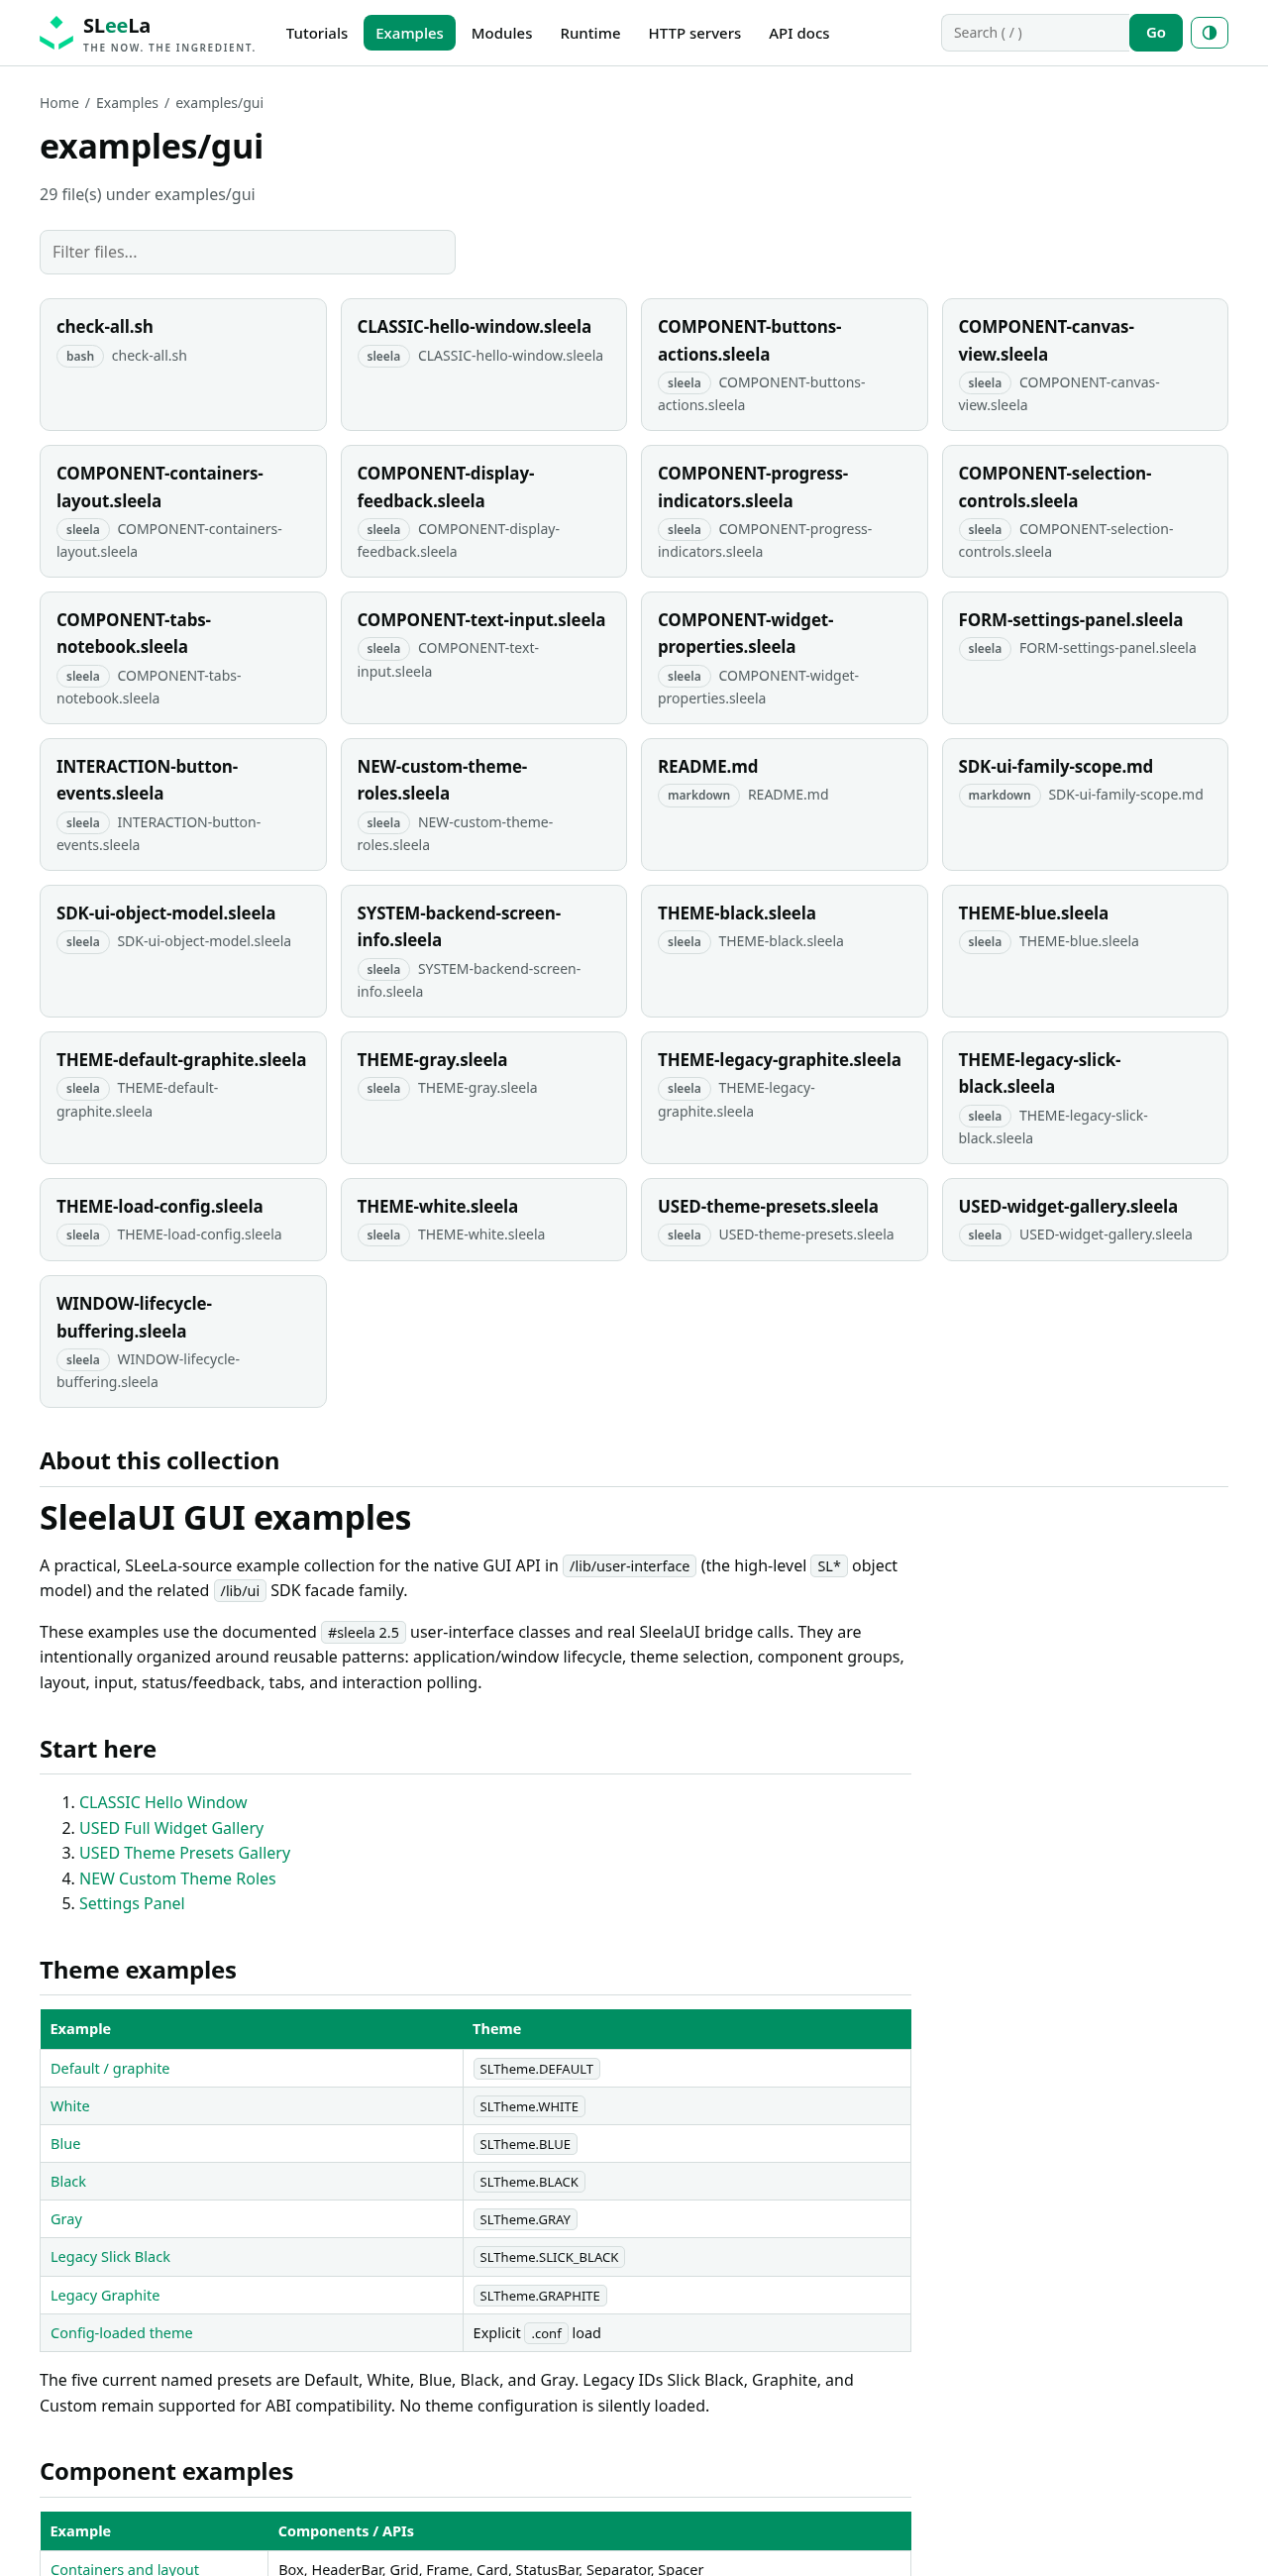 SLeeLa
THE NOW. THE INGREDIENT.
Tutorials Examples Modules Runtime HTTP servers API docs
Search ( / ) Go
Home / Examples / examples/gui
examples/gui
29 file(s) under examples/gui
Filter files...
check-all.sh
bash check-all.sh
CLASSIC-hello-window.sleela
sleela CLASSIC-hello-window.sleela
COMPONENT-buttons-
actions.sleela
sleela COMPONENT-buttons-
actions.sleela
COMPONENT-canvas-
view.sleela
sleela COMPONENT-canvas-
view.sleela
COMPONENT-containers-
layout.sleela
sleela COMPONENT-containers-
layout.sleela
COMPONENT-display-
feedback.sleela
sleela COMPONENT-display-
feedback.sleela
COMPONENT-progress-
indicators.sleela
sleela COMPONENT-progress-
indicators.sleela
COMPONENT-selection-
controls.sleela
sleela COMPONENT-selection-
controls.sleela
COMPONENT-tabs-
notebook.sleela
sleela COMPONENT-tabs-
notebook.sleela
COMPONENT-text-input.sleela
sleela COMPONENT-text-
input.sleela
COMPONENT-widget-
properties.sleela
sleela COMPONENT-widget-
properties.sleela
FORM-settings-panel.sleela
sleela FORM-settings-panel.sleela
INTERACTION-button-
events.sleela
sleela INTERACTION-button-
events.sleela
NEW-custom-theme-
roles.sleela
sleela NEW-custom-theme-
roles.sleela
README.md
markdown README.md
SDK-ui-family-scope.md
markdown SDK-ui-family-scope.md
SDK-ui-object-model.sleela
sleela SDK-ui-object-model.sleela
SYSTEM-backend-screen-
info.sleela
sleela SYSTEM-backend-screen-
info.sleela
THEME-black.sleela
sleela THEME-black.sleela
THEME-blue.sleela
sleela THEME-blue.sleela
THEME-default-graphite.sleela
sleela THEME-default-
graphite.sleela
THEME-gray.sleela
sleela THEME-gray.sleela
THEME-legacy-graphite.sleela
sleela THEME-legacy-
graphite.sleela
THEME-legacy-slick-
black.sleela
sleela THEME-legacy-slick-
black.sleela
THEME-load-config.sleela
sleela THEME-load-config.sleela
THEME-white.sleela
sleela THEME-white.sleela
USED-theme-presets.sleela
sleela USED-theme-presets.sleela
USED-widget-gallery.sleela
sleela USED-widget-gallery.sleela
WINDOW-lifecycle-
buffering.sleela
sleela WINDOW-lifecycle-
buffering.sleela
About this collection
SleelaUI GUI examples
A practical, SLeeLa-source example collection for the native GUI API in /lib/user-interface (the high-level SL* object
model) and the related /lib/ui SDK facade family.
These examples use the documented #sleela 2.5 user-interface classes and real SleelaUI bridge calls. They are
intentionally organized around reusable patterns: application/window lifecycle, theme selection, component groups,
layout, input, status/feedback, tabs, and interaction polling.
Start here
1. CLASSIC Hello Window
2. USED Full Widget Gallery
3. USED Theme Presets Gallery
4. NEW Custom Theme Roles
5. Settings Panel
Theme examples
Example Theme
Default / graphite SLTheme.DEFAULT
White SLTheme.WHITE
Blue SLTheme.BLUE
Black SLTheme.BLACK
Gray SLTheme.GRAY
Legacy Slick Black SLTheme.SLICK_BLACK
Legacy Graphite SLTheme.GRAPHITE
Config-loaded theme Explicit .conf load
The five current named presets are Default, White, Blue, Black, and Gray. Legacy IDs Slick Black, Graphite, and
Custom remain supported for ABI compatibility. No theme configuration is silently loaded.
Component examples
Example Components / APIs
Containers and layout Box, HeaderBar, Grid, Frame, Card, StatusBar, Separator, Spacer